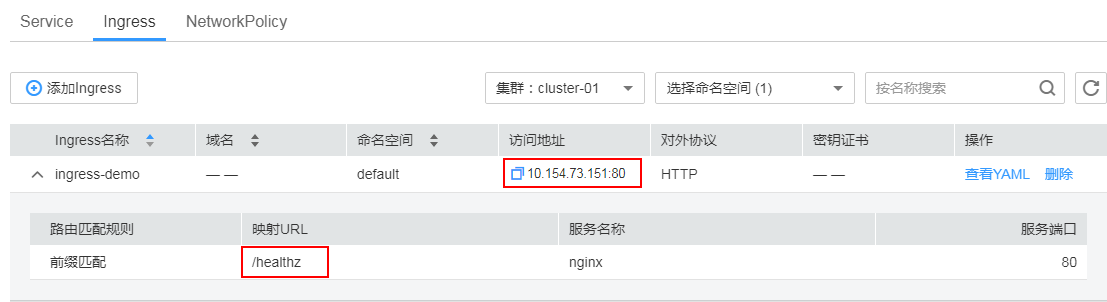 Service Ingress NetworkPolicy
添加Ingress 集群：cluster-01 选择命名空间 (1) 按名称搜索
Ingress名称 域名 命名空间 访问地址 对外协议 密钥证书 操作
ingress-demo — — default 10.154.73.151:80 HTTP — — 查看YAML 删除
路由匹配规则 映射URL 服务名称 服务端口
前缀匹配 /healthz nginx 80